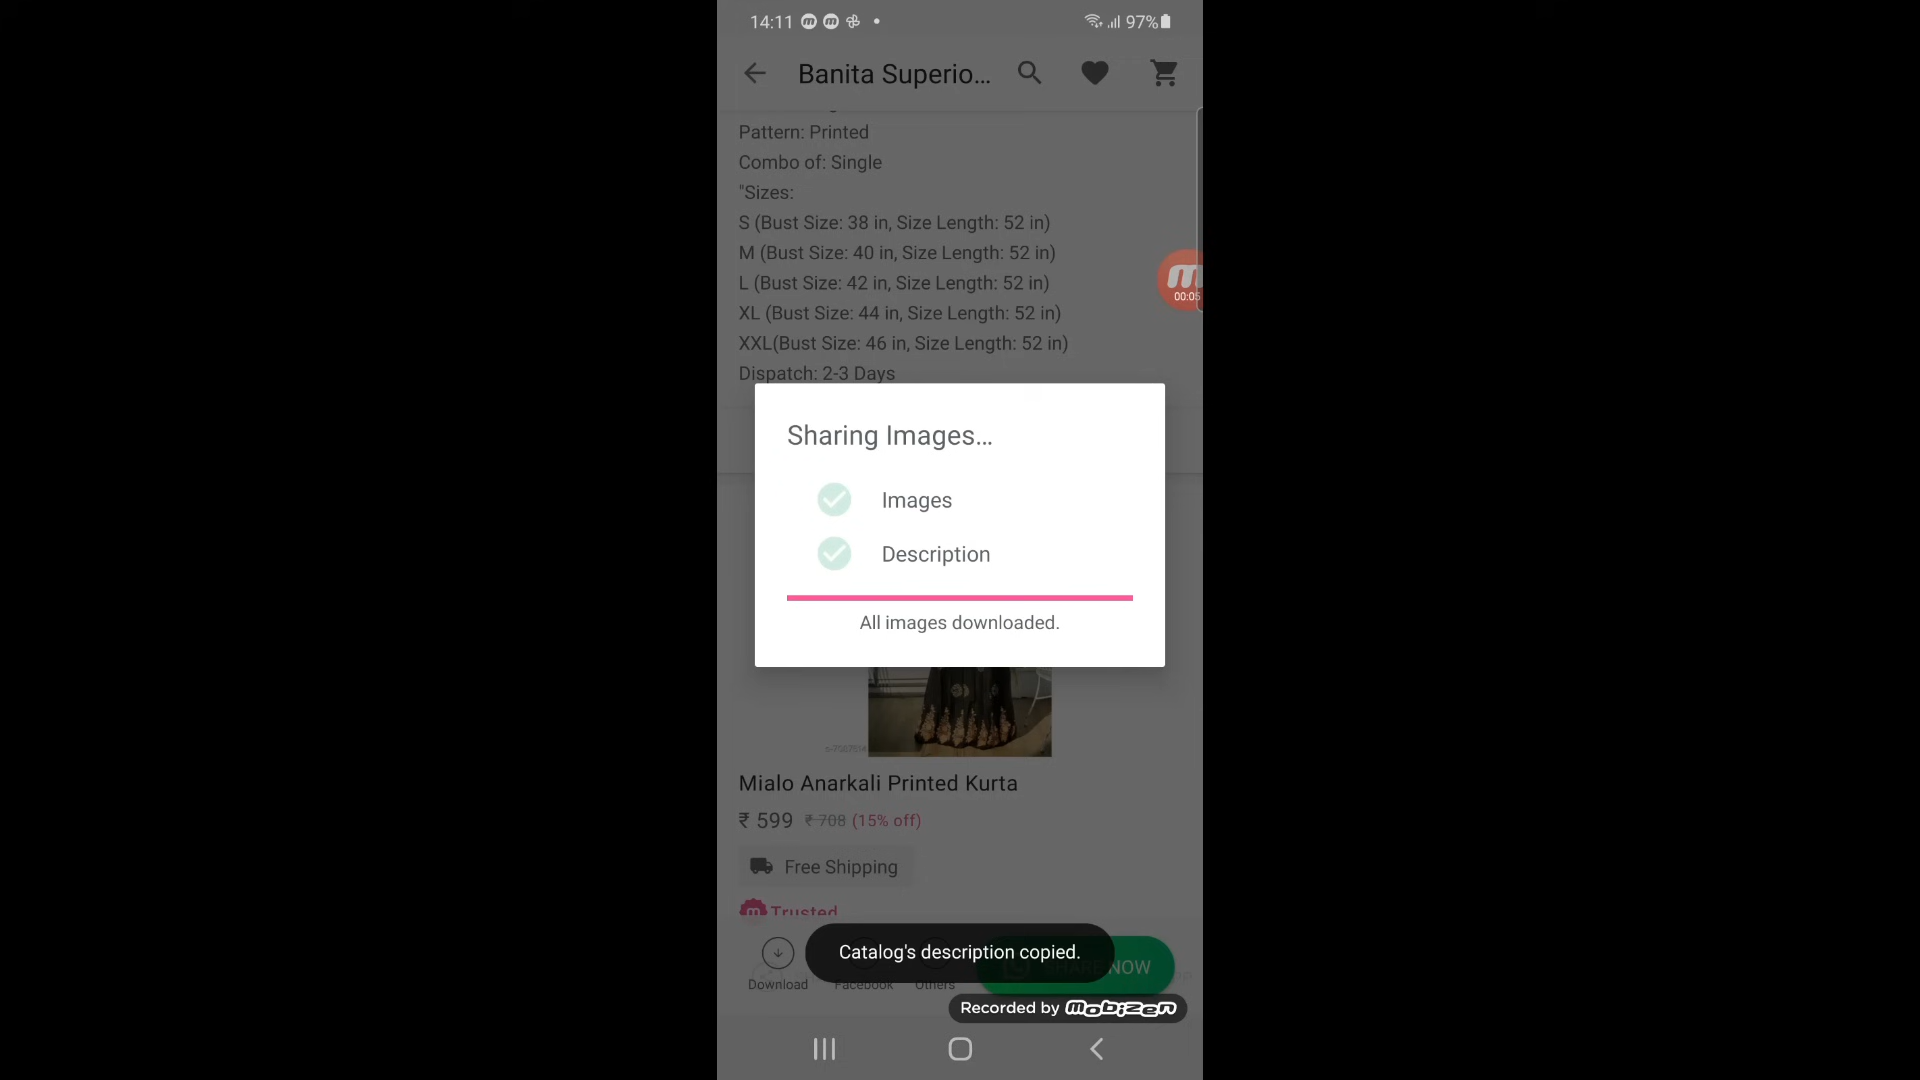 14:11
97%
Banita Superio...
Pattern: Printed
Combo of: Single
"Sizes:
S (Bust Size: 38 in, Size Length: 52 in)
M (Bust Size: 40 in, Size Length: 52 in)
L (Bust Size: 42 in, Size Length: 52 in)
XL (Bust Size: 44 in, Size Length: 52 in)
XXL(Bust Size: 46 in, Size Length: 52 in)
Dispatch: 2-3 Days
00:05
Sharing Images...
Images
Description
All images downloaded.
Mialo Anarkali Printed Kurta
₹ 599 ₹ 708 (15% off)
Free Shipping
Trusted
Catalog's description copied.
NOW
Download
Facebook
Others
Recorded by mobizen